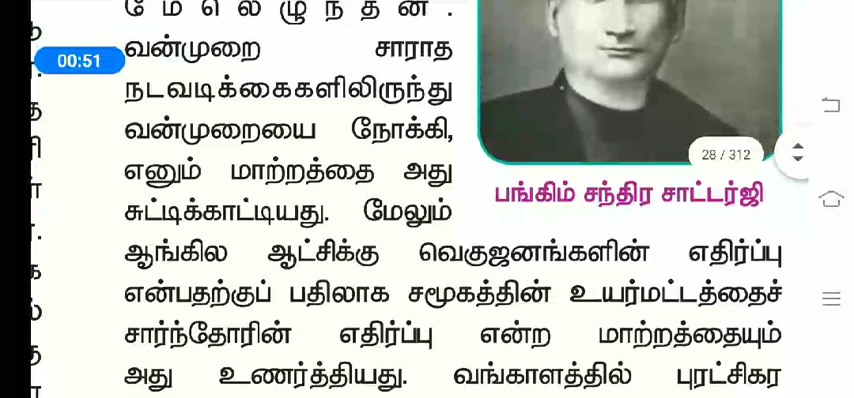 மேலெழுந்தன.
00:51
வன்முறை சாராத
நடவடிக்கைகளிலிருந்து
வன்முறையை நோக்கி,
எனும் மாற்றத்தை அது
சுட்டிக்காட்டியது. மேலும்
28 / 312
பங்கிம் சந்திர சாட்டர்ஜி
ஆங்கில ஆட்சிக்கு வெகுஜனங்களின் எதிர்ப்பு
என்பதற்குப் பதிலாக சமூகத்தின் உயர்மட்டத்தைச்
சார்ந்தோரின் எதிர்ப்பு என்ற மாற்றத்தையும்
அது உணர்த்தியது. வங்காளத்தில் புரட்சிகர